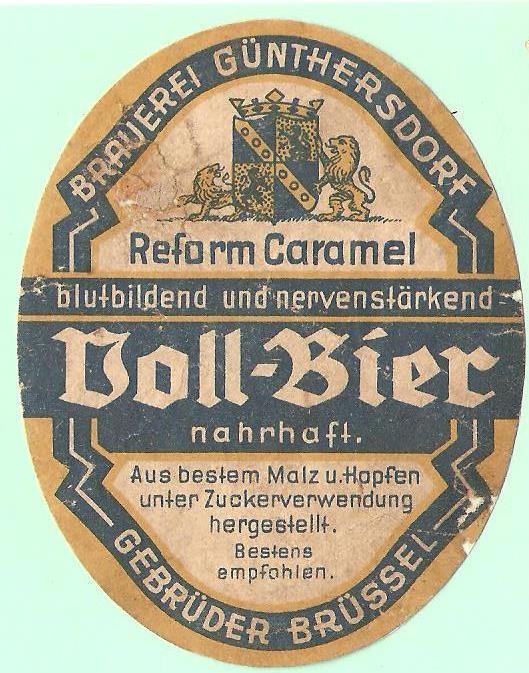 BRAUEREI GÜNTHERSDORF
Reform Caramel
blutbildend und nervenstärkend
Voll-Bier
nahrhaft.
Aus bestem Malz u. Hopfen
unter Zuckerverwendung
hergestellt.
Bestens
empfohlen.
GEBRÜDER BRÜSSEL